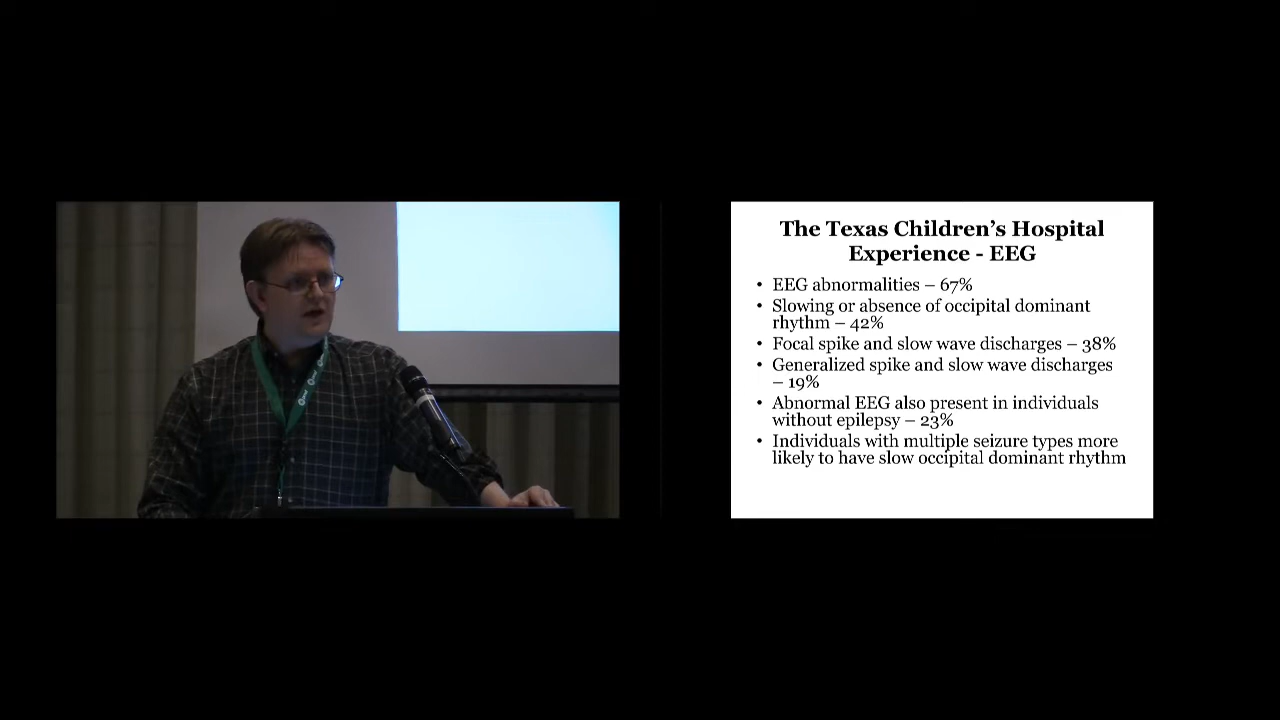 The Texas Children's Hospital
Experience - EEG
• EEG abnormalities – 67%
• Slowing or absence of occipital dominant
rhythm – 42%
• Focal spike and slow wave discharges – 38%
• Generalized spike and slow wave discharges
– 19%
• Abnormal EEG also present in individuals
without epilepsy – 23%
• Individuals with multiple seizure types more
likely to have slow occipital dominant rhythm